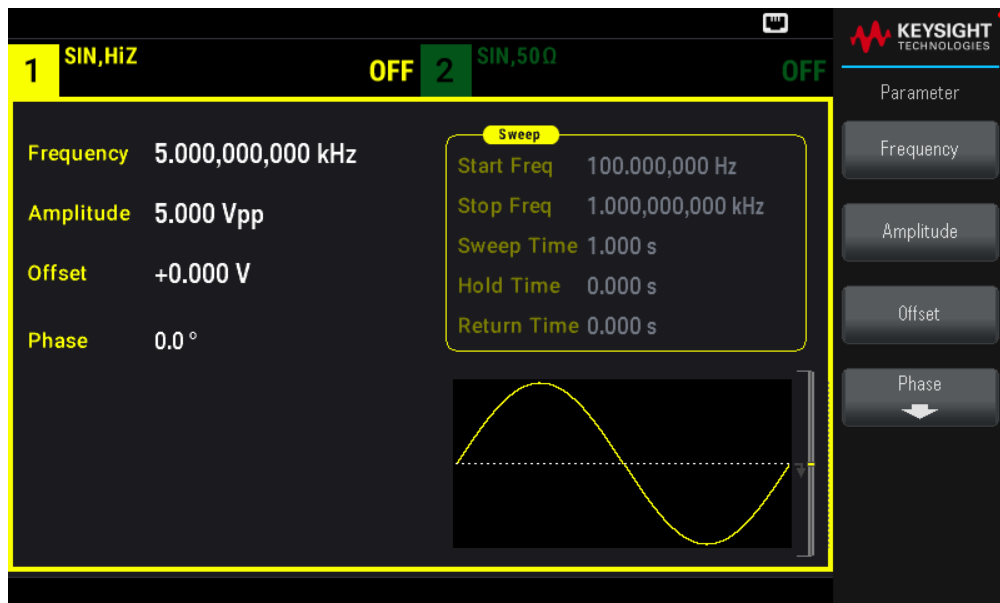 KEYSIGHT
TECHNOLOGIES
1 SIN,HiZ OFF 2 SIN,50Ω OFF
Parameter
Frequency 5.000,000,000 kHz
Amplitude 5.000 Vpp
Offset +0.000 V
Phase 0.0 °
Sweep
Start Freq 100.000,000 Hz
Stop Freq 1.000,000,000 kHz
Sweep Time 1.000 s
Hold Time 0.000 s
Return Time 0.000 s
Frequency
Amplitude
Offset
Phase